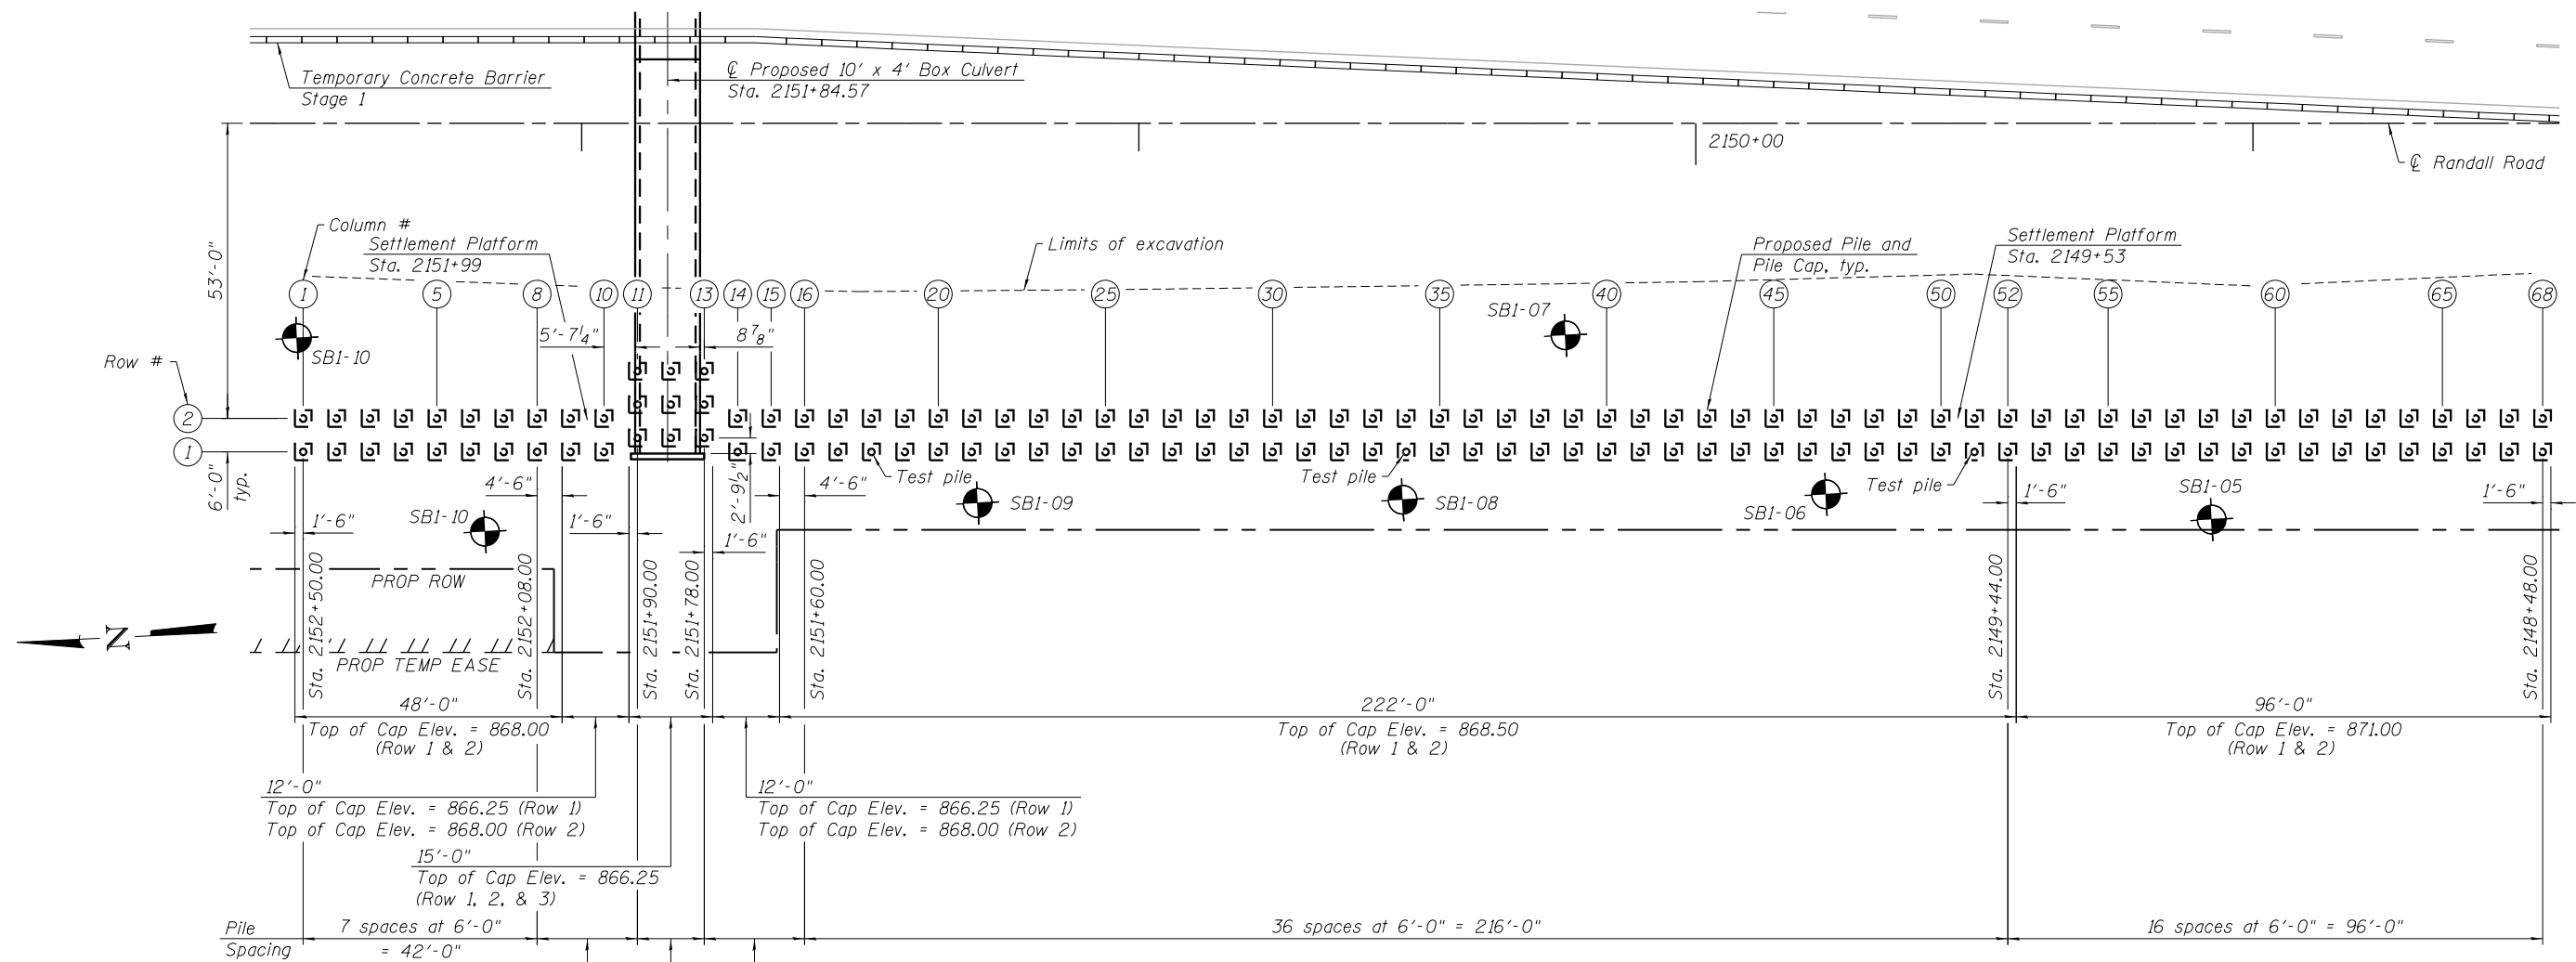 Temporary Concrete Barrier
Stage 1
℄ Proposed 10' x 4' Box Culvert
Sta. 2151+84.57
2150+00
℄ Randall Road
53'-0"
Column #
Settlement Platform
Sta. 2151+99
Limits of excavation
Proposed Pile and
Pile Cap, typ.
Settlement Platform
Sta. 2149+53
1 5 8 10 11 13 14 15 16 20 25 30 35 40 45 50 52 55 60 65 68
SB1-10
5'-7 1/4"
8 7/8"
SB1-07
Row #
2
1
6'-0"
typ.
Test pile
Test pile
Test pile
4'-6"
2'-9 1/2"
4'-6"
SB1-10
SB1-09
SB1-08
SB1-06
SB1-05
1'-6"
1'-6"
1'-6"
1'-6"
1'-6"
PROP ROW
PROP TEMP EASE
N
Sta. 2152+50.00
Sta. 2152+08.00
Sta. 2151+90.00
Sta. 2151+78.00
Sta. 2151+60.00
Sta. 2149+44.00
Sta. 2148+48.00
48'-0"
Top of Cap Elev. = 868.00
(Row 1 & 2)
222'-0"
Top of Cap Elev. = 868.50
(Row 1 & 2)
96'-0"
Top of Cap Elev. = 871.00
(Row 1 & 2)
12'-0"
Top of Cap Elev. = 866.25 (Row 1)
Top of Cap Elev. = 868.00 (Row 2)
12'-0"
Top of Cap Elev. = 866.25 (Row 1)
Top of Cap Elev. = 868.00 (Row 2)
15'-0"
Top of Cap Elev. = 866.25
(Row 1, 2, & 3)
Pile
Spacing
7 spaces at 6'-0"
= 42'-0"
36 spaces at 6'-0" = 216'-0"
16 spaces at 6'-0" = 96'-0"